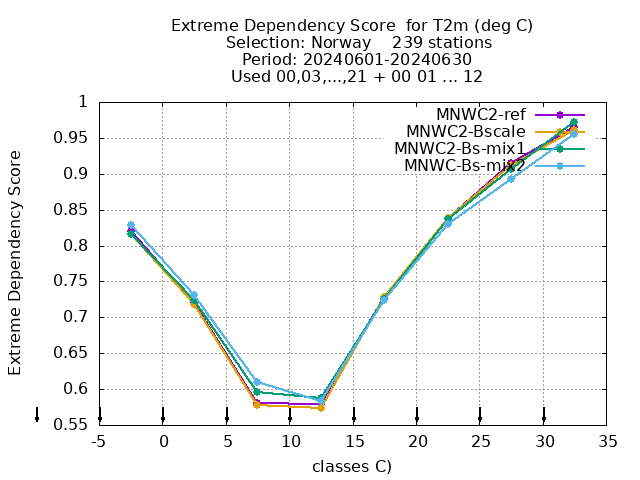 Extreme Dependency Score  for T2m (deg C)
Selection: Norway    239 stations
Period: 20240601-20240630
Used 00,03,...,21 + 00 01 ... 12
Extreme Dependency Score
1
0.95
0.9
0.85
0.8
0.75
0.7
0.65
0.6
0.55
MNWC2-ref
MNWC2-Bscale
MNWC2-Bs-mix1
MNWC-Bs-mix2
-5 0 5 10 15 20 25 30 35
classes C)